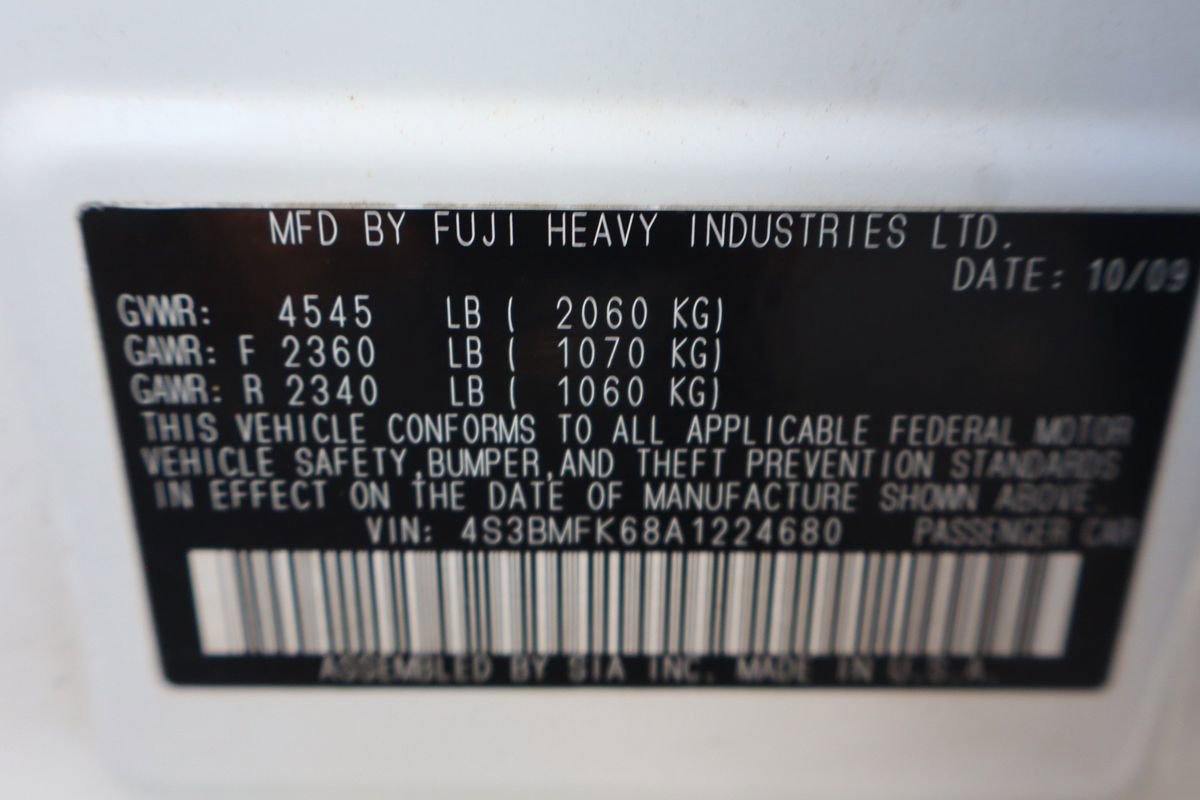 MFD BY FUJI HEAVY INDUSTRIES LTD.
DATE: 10/09
GVWR: 4545 LB ( 2060 KG)
GAWR: F 2360 LB ( 1070 KG)
GAWR: R 2340 LB ( 1060 KG)
THIS VEHICLE CONFORMS TO ALL APPLICABLE FEDERAL MOTOR
VEHICLE SAFETY,BUMPER,AND THEFT PREVENTION STANDARDS
IN EFFECT ON THE DATE OF MANUFACTURE SHOWN ABOVE.
VIN: 4S3BMFK68A1224680 PASSENGER CAR
ASSEMBLED BY SIA INC. MADE IN U.S.A.